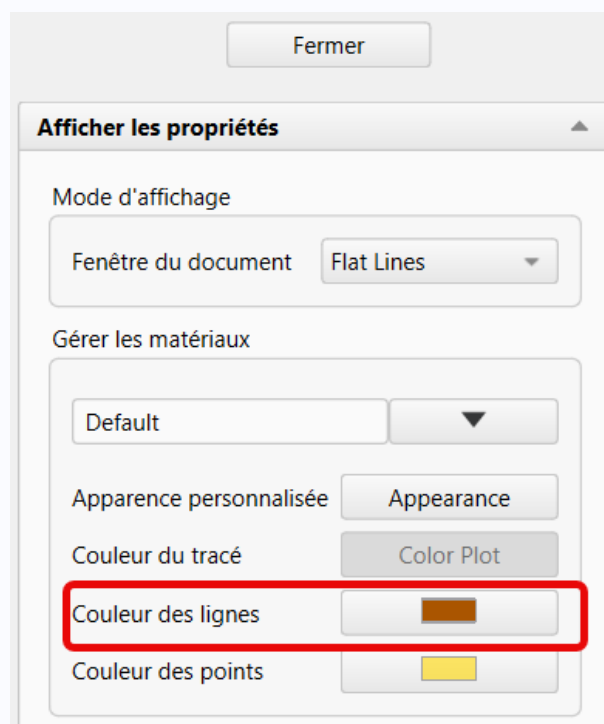 Fermer
Afficher les propriétés
Mode d'affichage
Fenêtre du document Flat Lines
Gérer les matériaux
Default
Apparence personnalisée Appearance
Couleur du tracé Color Plot
Couleur des lignes
Couleur des points